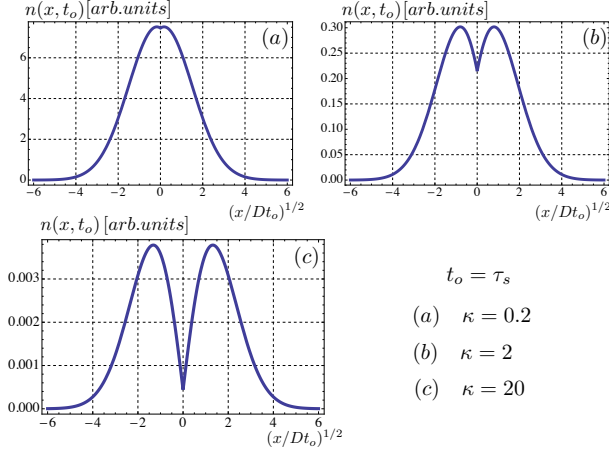 n(x, t_o) [arb.units]
(a)
6
4
2
0
−6 −4 −2 0 2 4 6
(x/Dt_o)^{1/2}
n(x, t_o) [arb.units]
(b)
0.30
0.25
0.20
0.15
0.10
0.05
0.00
−6 −4 −2 0 2 4 6
(x/Dt_o)^{1/2}
n(x, t_o) [arb.units]
(c)
0.003
0.002
0.001
0.000
−6 −4 −2 0 2 4 6
(x/Dt_o)^{1/2}
t_o = τ_s
(a) κ = 0.2
(b) κ = 2
(c) κ = 20